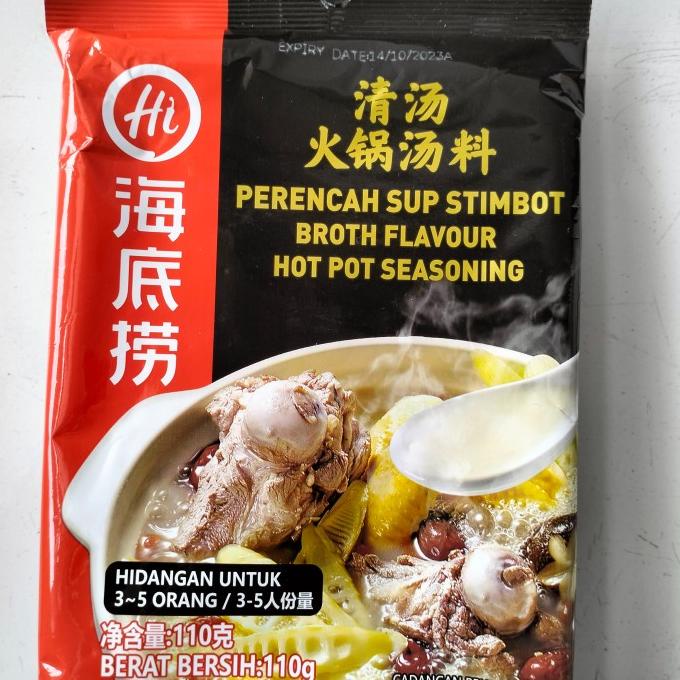 EXPIRY DATE:14/10/2023A
Hi
海底捞
清汤
火锅汤料
PERENCAH SUP STIMBOT
BROTH FLAVOUR
HOT POT SEASONING
HIDANGAN UNTUK
3~5 ORANG / 3-5人份量
净含量:110克
BERAT BERSIH:110g
CADANGAN